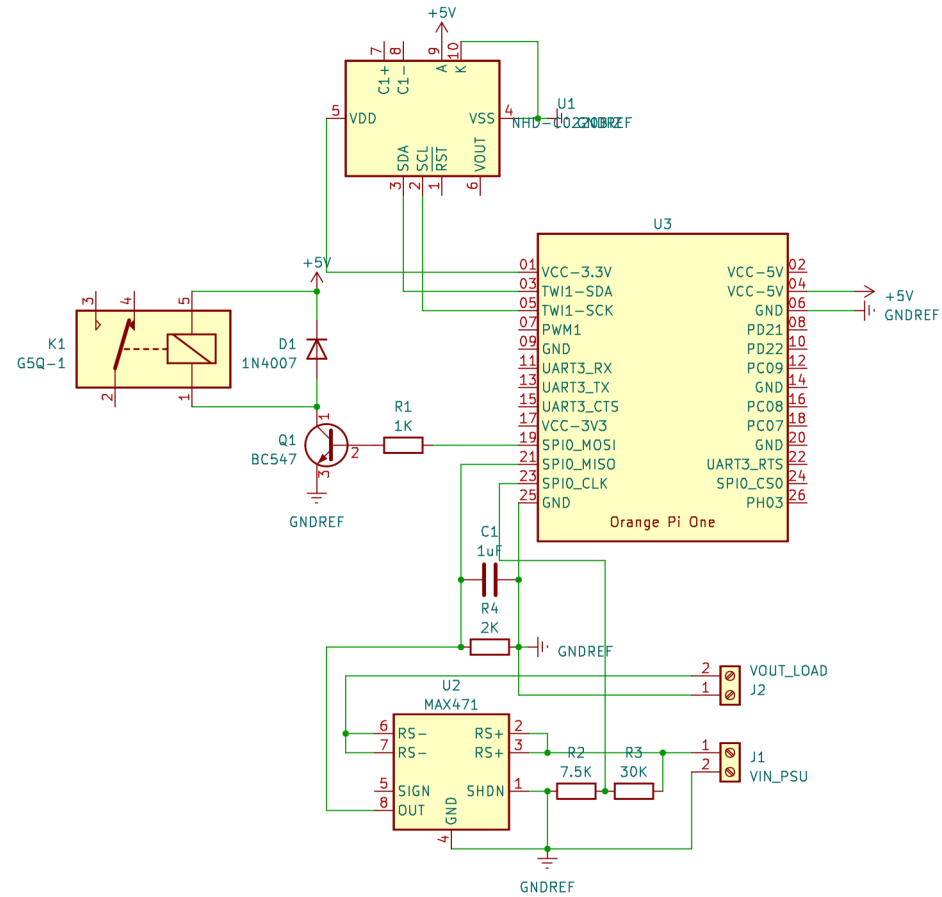 +5V
7
8
9
10
C1+
C1-
A
K
5
VDD
VSS
4
U1
GNDREF
SDA
SCL
RST
VOUT
3
2
1
6
U3
+5V
01
VCC-3.3V
VCC-5V
02
03
TWI1-SDA
VCC-5V
04
+5V
05
TWI1-SCK
GND
06
GNDREF
07
PWM1
PD21
08
09
GND
PD22
10
11
UART3_RX
PC09
12
13
UART3_TX
GND
14
15
UART3_CTS
PC08
16
17
VCC-3V3
PC07
18
19
SPI0_MOSI
GND
20
21
SPI0_MISO
UART3_RTS
22
23
SPI0_CLK
SPI0_CS0
24
25
GND
PH03
26
Orange Pi One
3
4
5
K1
G5Q-1
2
1
D1
1N4007
R1
1K
Q1
BC547
1
2
3
GNDREF
C1
1uF
R4
2K
GNDREF
2
VOUT_LOAD
1
J2
U2
MAX471
6
RS-
RS+
2
7
RS-
RS+
3
5
SIGN
SHDN
1
8
OUT
GND
4
R2
7.5K
R3
30K
1
J1
2
VIN_PSU
GNDREF